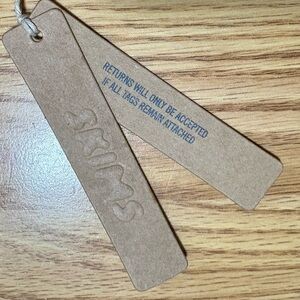 SKIMS
RETURNS WILL ONLY BE ACCEPTED
IF ALL TAGS REMAIN ATTACHED